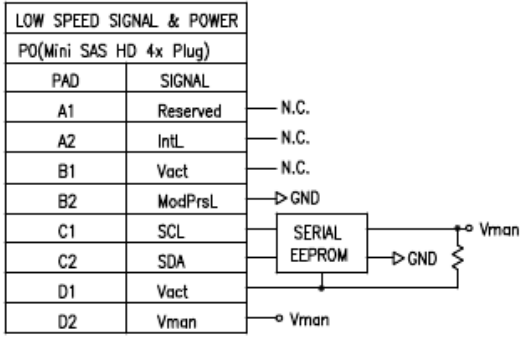 LOW SPEED SIGNAL & POWER
P0(Mini SAS HD 4x Plug)
PAD SIGNAL
A1 Reserved N.C.
A2 IntL N.C.
B1 Vact N.C.
B2 ModPrsL GND
C1 SCL SERIAL Vman
C2 SDA EEPROM GND
D1 Vact
D2 Vman Vman